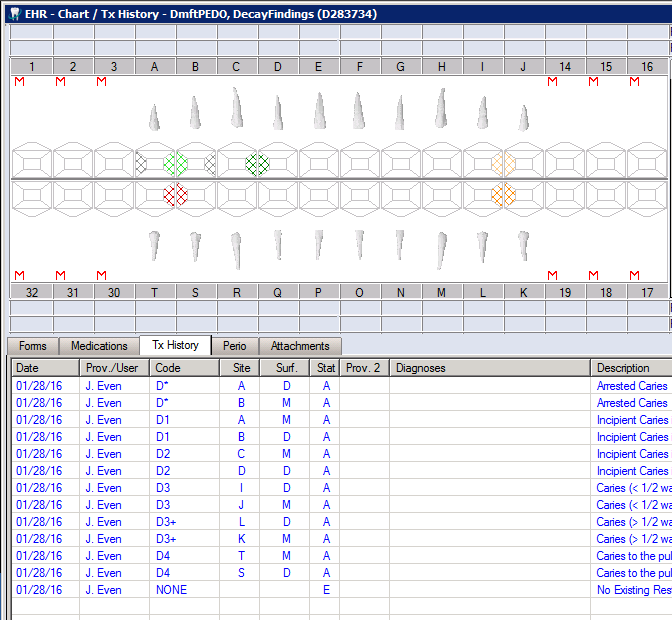 EHR - Chart / Tx History - DmftPEDO, DecayFindings (D283734)
1 2 3 A B C D E F G H I J 14 15 16
M M M M M M
M M M M M M
32 31 30 T S R Q P O N M L K 19 18 17
Forms Medications Tx History Perio Attachments
Date Prov./User Code Site Surf. Stat Prov. 2 Diagnoses Description
01/28/16 J. Even D* A D A Arrested Caries
01/28/16 J. Even D* B M A Arrested Caries
01/28/16 J. Even D1 A M A Incipient Caries
01/28/16 J. Even D1 B D A Incipient Caries
01/28/16 J. Even D2 C M A Incipient Caries
01/28/16 J. Even D2 D D A Incipient Caries
01/28/16 J. Even D3 I D A Caries (< 1/2 wa
01/28/16 J. Even D3 J M A Caries (< 1/2 wa
01/28/16 J. Even D3+ L D A Caries (> 1/2 wa
01/28/16 J. Even D3+ K M A Caries (> 1/2 wa
01/28/16 J. Even D4 T M A Caries to the pul
01/28/16 J. Even D4 S D A Caries to the pul
01/28/16 J. Even NONE E No Existing Res